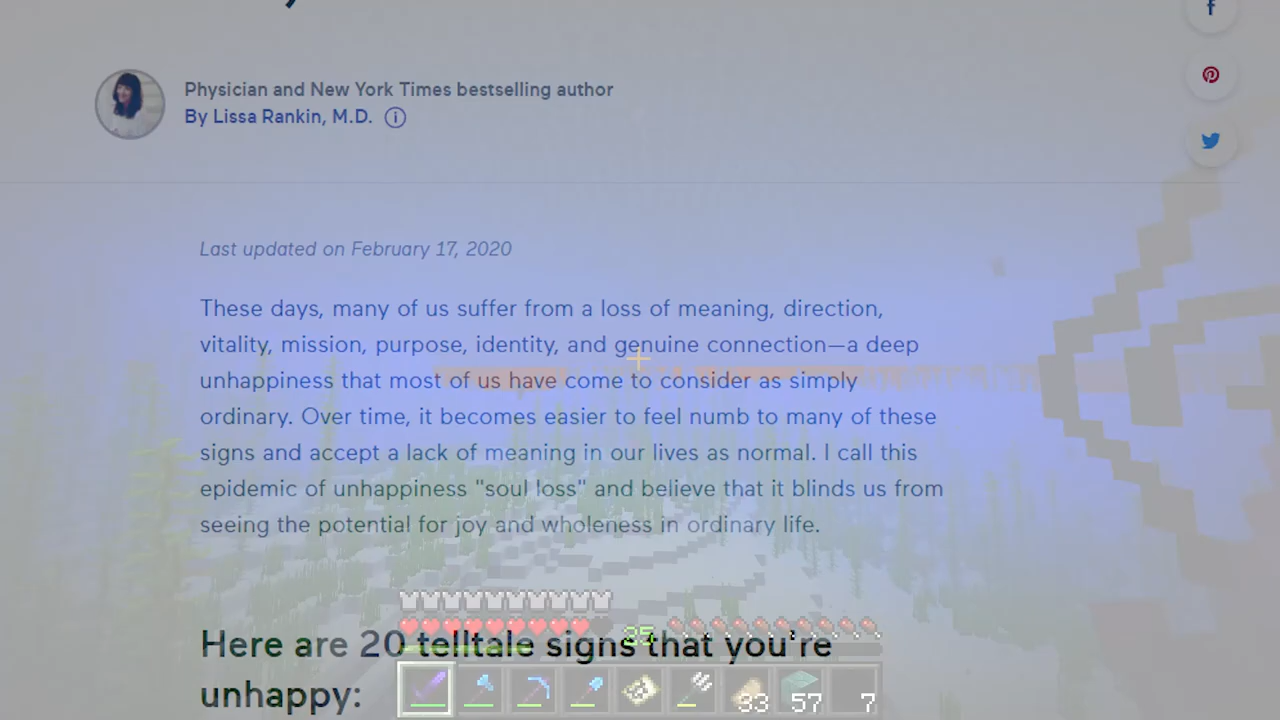 Physician and New York Times bestselling author
By Lissa Rankin, M.D.
Last updated on February 17, 2020
These days, many of us suffer from a loss of meaning, direction,
vitality, mission, purpose, identity, and genuine connection—a deep
unhappiness that most of us have come to consider as simply
ordinary. Over time, it becomes easier to feel numb to many of these
signs and accept a lack of meaning in our lives as normal. I call this
epidemic of unhappiness "soul loss" and believe that it blinds us from
seeing the potential for joy and wholeness in ordinary life.
35
Here are 20 telltale signs that you're
unhappy:
33 57 7